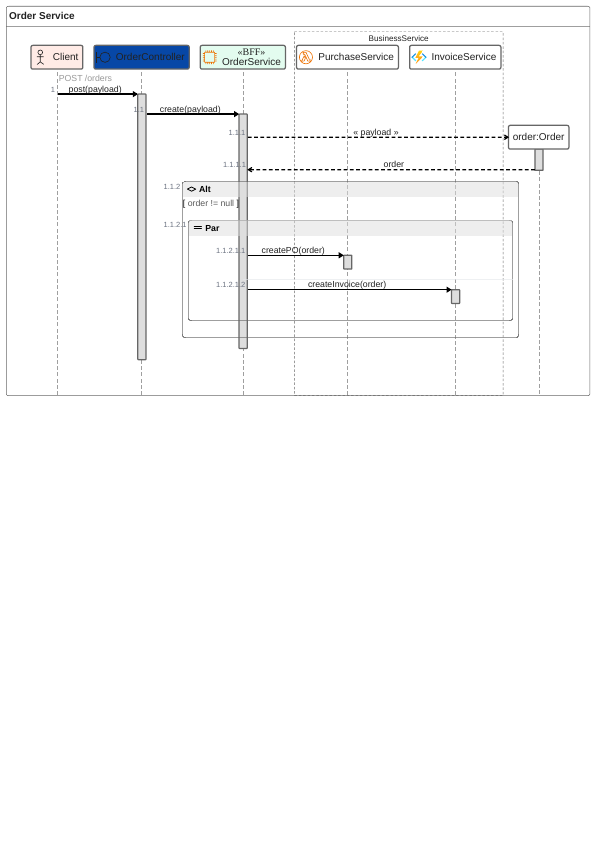 Order Service
BusinessService
Client
OrderController
«BFF»
OrderService
PurchaseService
InvoiceService
POST /orders
1
post(payload)
1.1
create(payload)
1.1.1
« payload »
order:Order
1.1.1.1
order
1.1.2
Alt
[ order != null ]
1.1.2.1
Par
1.1.2.1.1
createPO(order)
1.1.2.1.2
createInvoice(order)